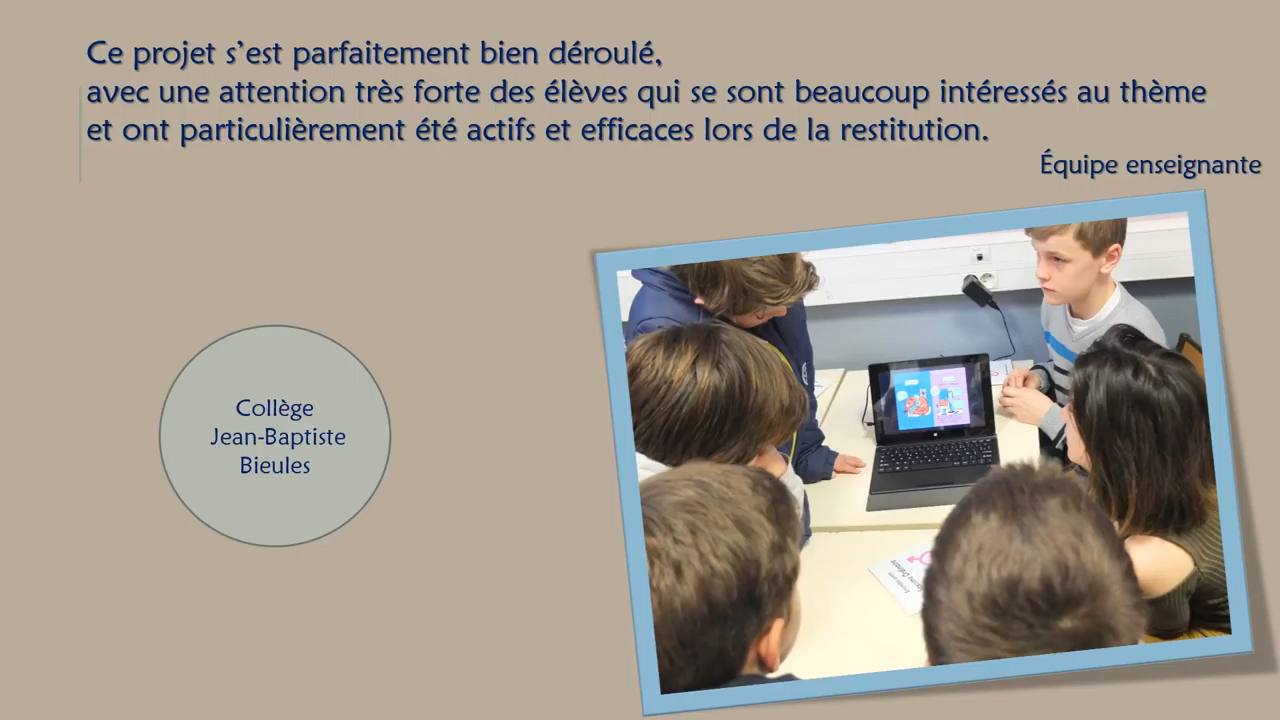 Ce projet s’est parfaitement bien déroulé,
avec une attention très forte des élèves qui se sont beaucoup intéressés au thème
et ont particulièrement été actifs et efficaces lors de la restitution.
Équipe enseignante
Collège
Jean-Baptiste
Bieules